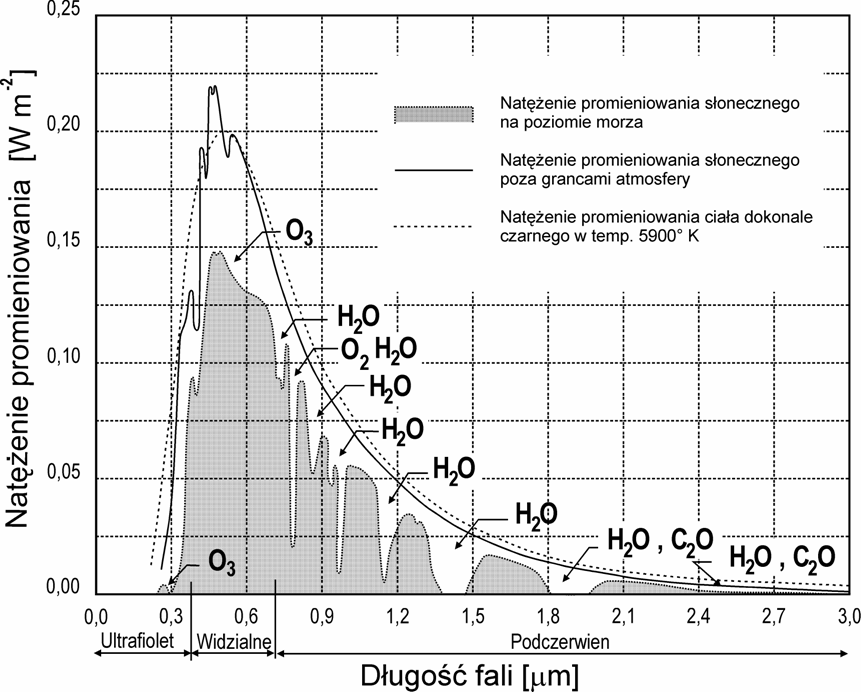 Natężenie promieniowania [W m-2]
0,25
0,20
0,15
0,10
0,05
0,00
Natężenie promieniowania słonecznego
na poziomie morza
Natężenie promieniowania słonecznego
poza grancami atmosfery
Natężenie promieniowania ciała dokonale
czarnego w temp. 5900° K
O3
H2O
O2 H2O
H2O
H2O
H2O
H2O
H2O , C2O
H2O , C2O
O3
0,0 0,3 0,6 0,9 1,2 1,5 1,8 2,1 2,4 2,7 3,0
Ultrafiolet Widzialne Podczerwien
Długość fali [μm]